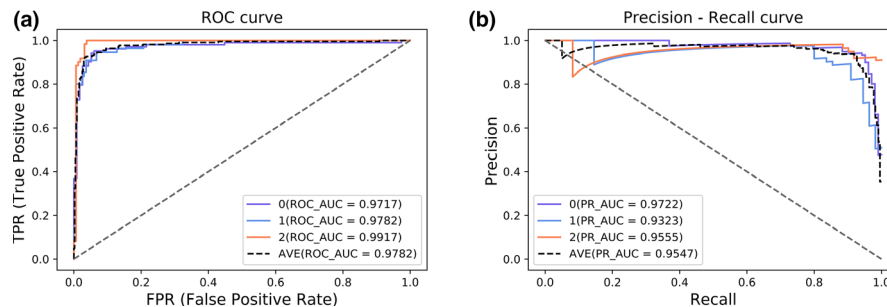 (a)
ROC curve
TPR (True Positive Rate)
1.0
0.8
0.6
0.4
0.2
0.0
0(ROC_AUC = 0.9717)
1(ROC_AUC = 0.9782)
2(ROC_AUC = 0.9917)
AVE(ROC_AUC = 0.9782)
0.0 0.2 0.4 0.6 0.8 1.0
FPR (False Positive Rate)
(b)
Precision - Recall curve
Precision
1.0
0.8
0.6
0.4
0.2
0.0
0(PR_AUC = 0.9722)
1(PR_AUC = 0.9323)
2(PR_AUC = 0.9555)
AVE(PR_AUC = 0.9547)
0.0 0.2 0.4 0.6 0.8 1.0
Recall